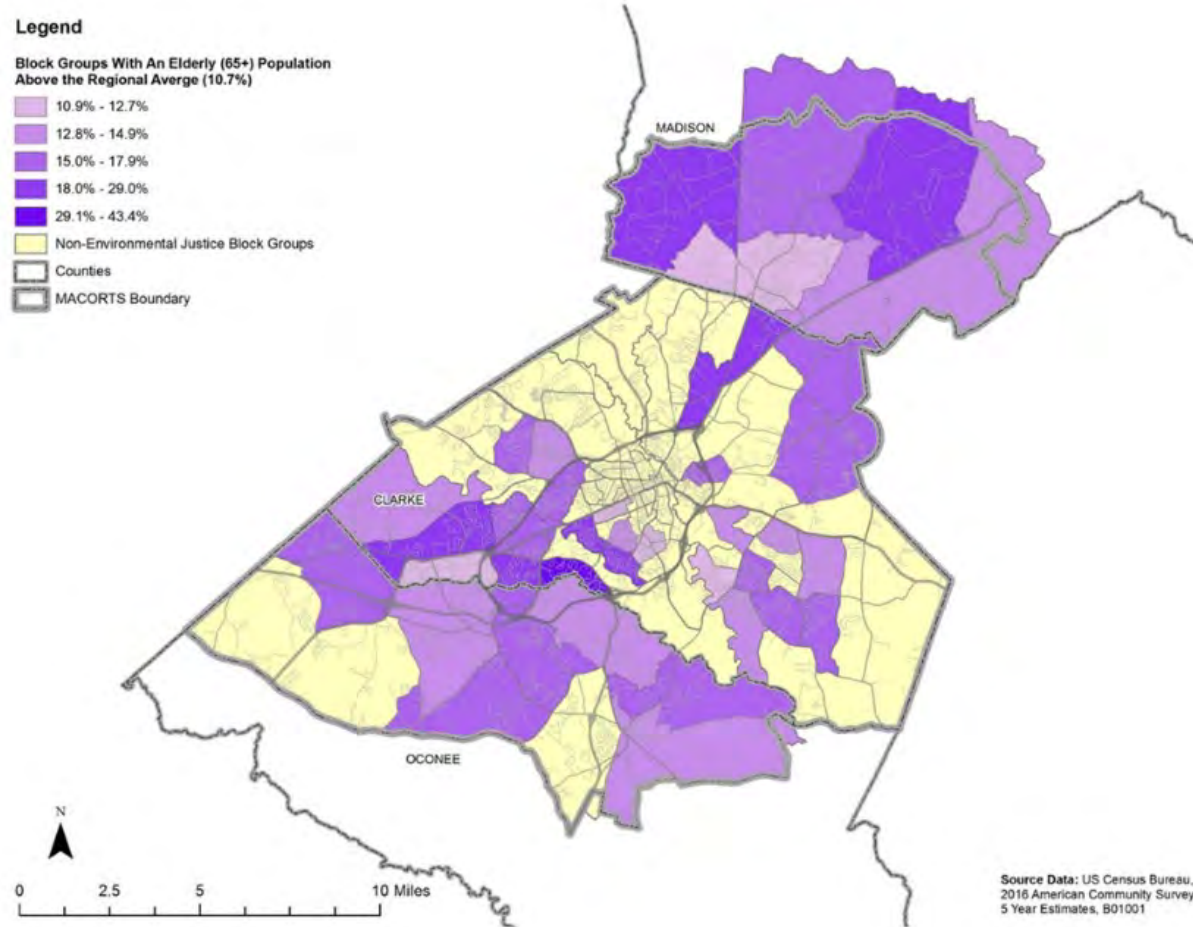 Legend
Block Groups With An Elderly (65+) Population
Above the Regional Averge (10.7%)
10.9% - 12.7%
12.8% - 14.9%
15.0% - 17.9%
18.0% - 29.0%
29.1% - 43.4%
Non-Environmental Justice Block Groups
Counties
MACORTS Boundary
MADISON
CLARKE
OCONEE
N
0 2.5 5 10 Miles
Source Data: US Census Bureau,
2016 American Community Survey
5 Year Estimates, B01001